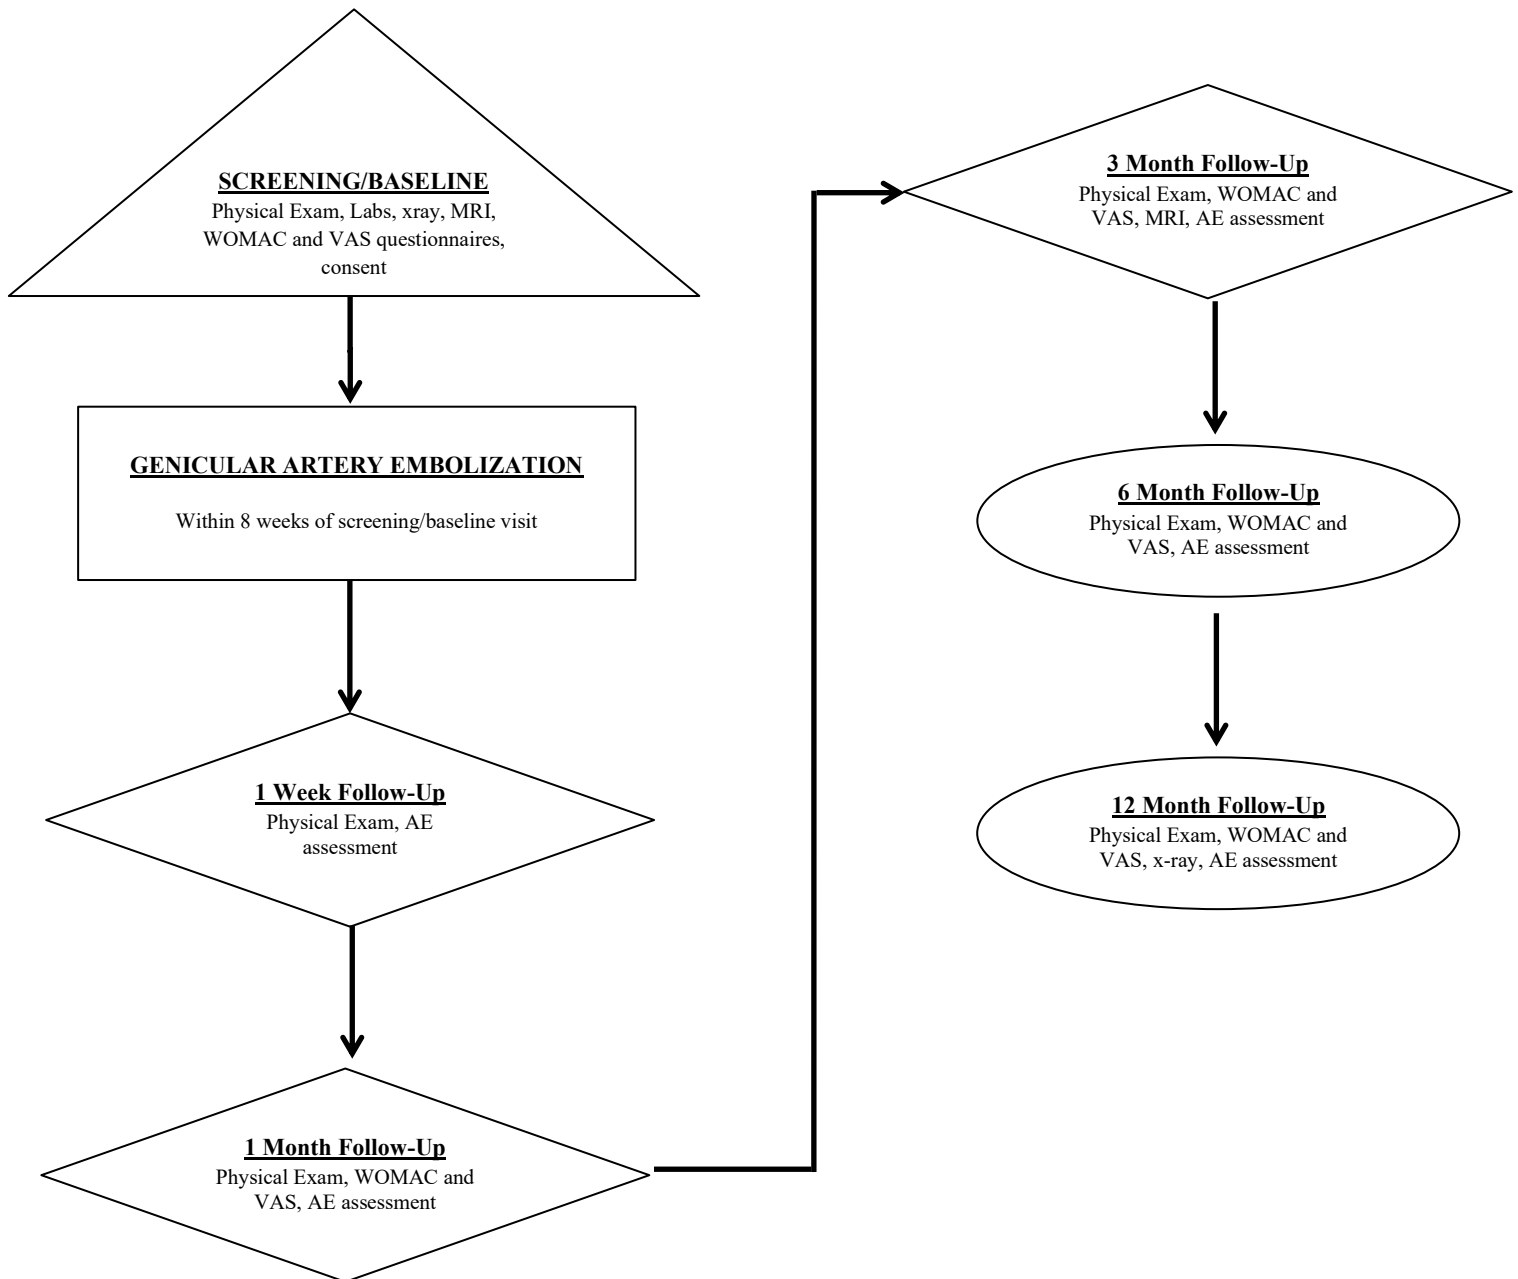 SCREENING/BASELINE
Physical Exam, Labs, xray, MRI,
WOMAC and VAS questionnaires,
consent
GENICULAR ARTERY EMBOLIZATION
Within 8 weeks of screening/baseline visit
1 Week Follow-Up
Physical Exam, AE
assessment
1 Month Follow-Up
Physical Exam, WOMAC and
VAS, AE assessment
3 Month Follow-Up
Physical Exam, WOMAC and
VAS, MRI, AE assessment
6 Month Follow-Up
Physical Exam, WOMAC and
VAS, AE assessment
12 Month Follow-Up
Physical Exam, WOMAC and
VAS, x-ray, AE assessment